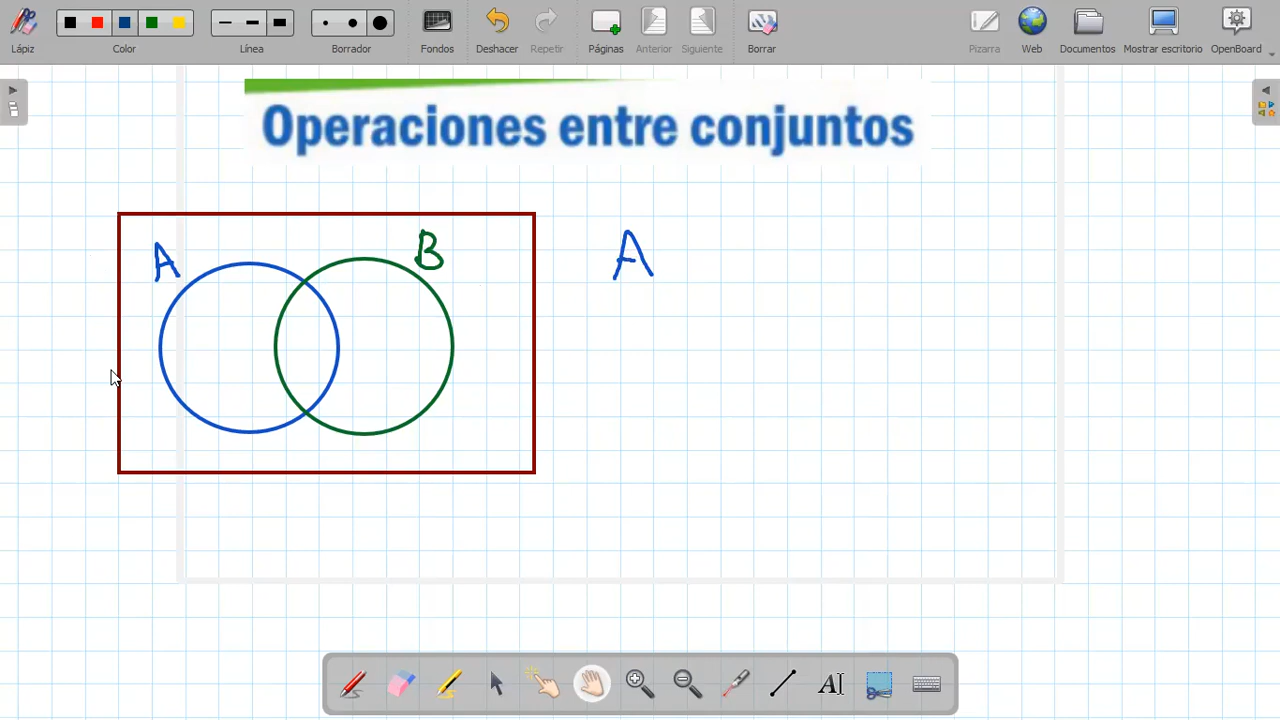 Lápiz Color Línea Borrador Fondos Deshacer Repetir Páginas Anterior Siguiente Borrar Pizarra Web Documentos Mostrar escritorio OpenBoard
Operaciones entre conjuntos
A B A
AI